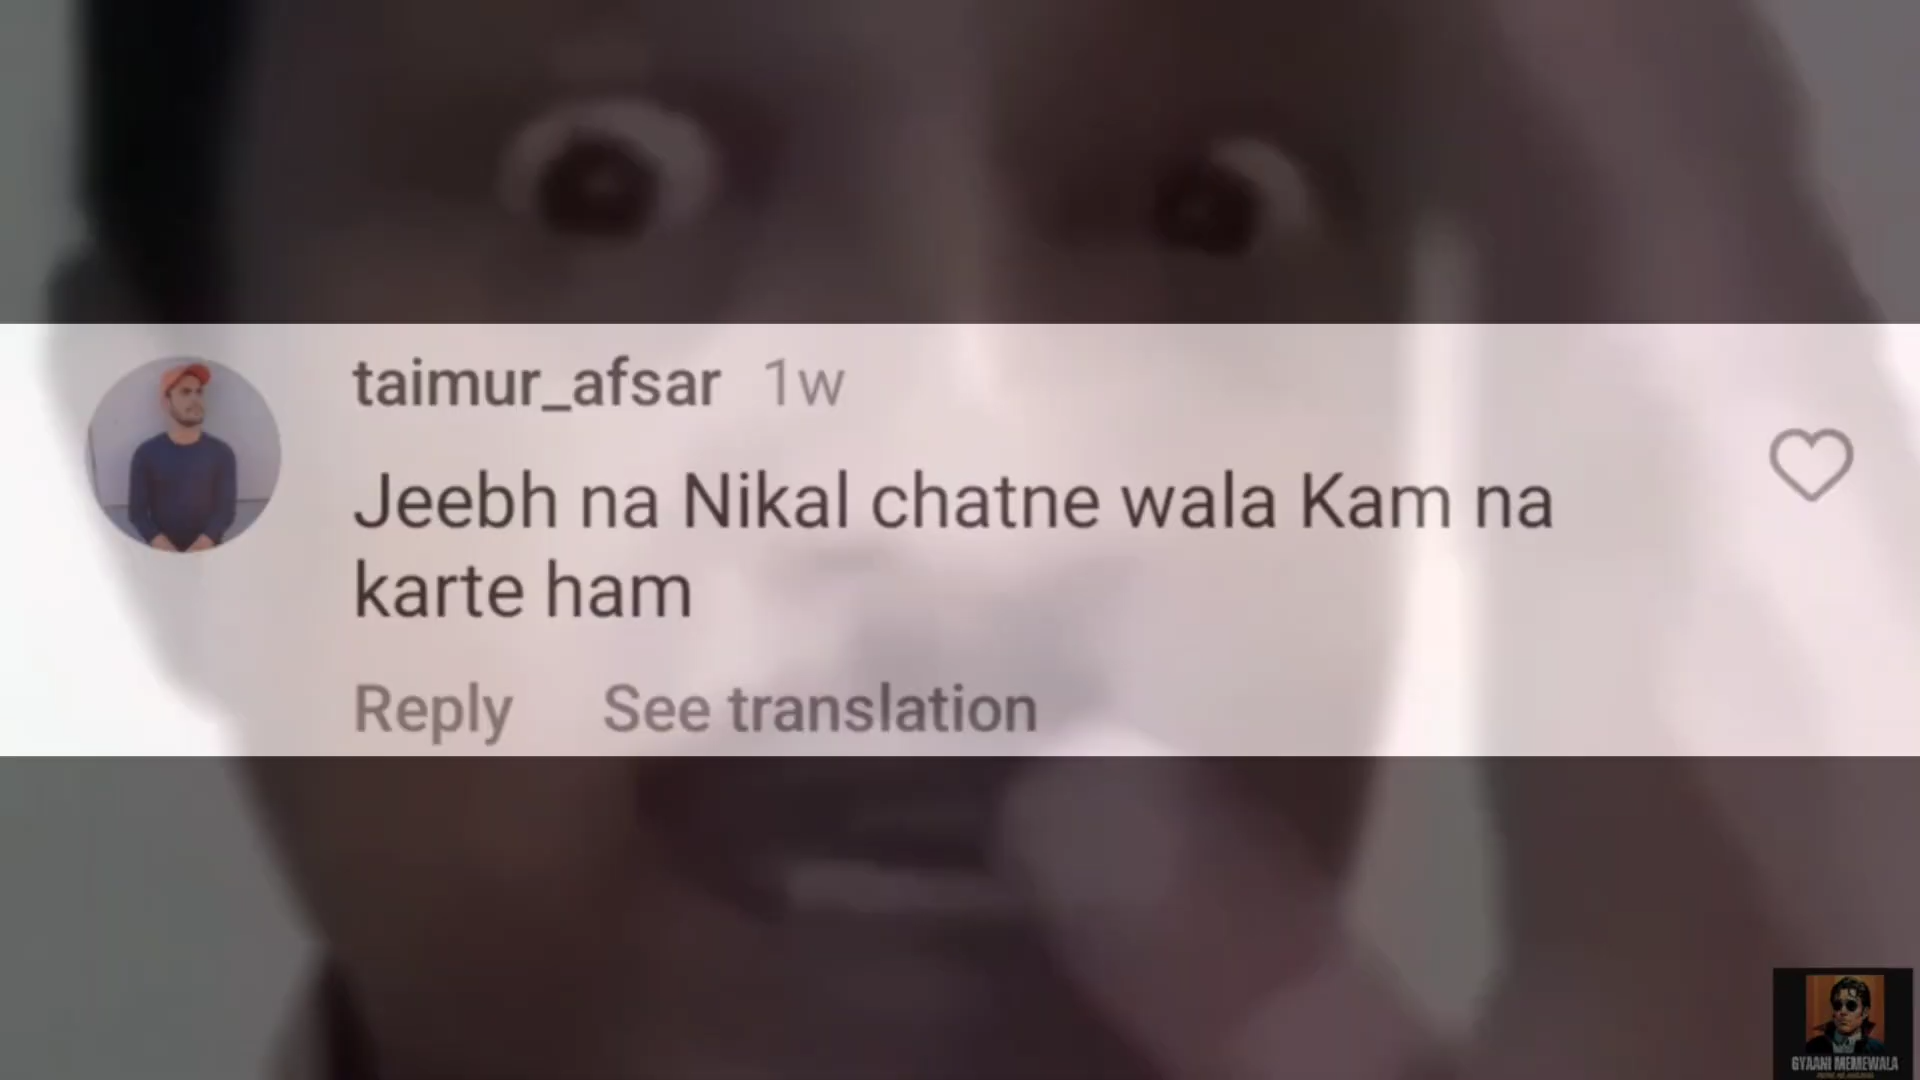 taimur_afsar 1w
Jeebh na Nikal chatne wala Kam na
karte ham
Reply See translation
GYAANI MEMEWALA